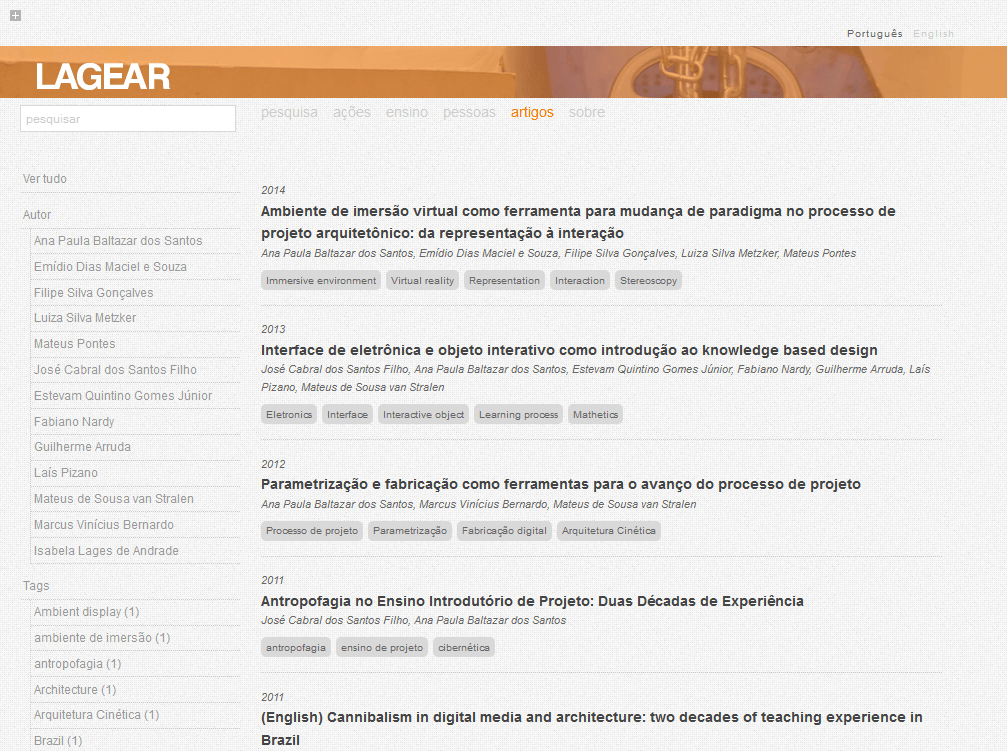 Português English
LAGEAR
pesquisar
pesquisa ações ensino pessoas artigos sobre
Ver tudo
Autor
Ana Paula Baltazar dos Santos
Emídio Dias Maciel e Souza
Filipe Silva Gonçalves
Luiza Silva Metzker
Mateus Pontes
José Cabral dos Santos Filho
Estevam Quintino Gomes Júnior
Fabiano Nardy
Guilherme Arruda
Laís Pizano
Mateus de Sousa van Stralen
Marcus Vinícius Bernardo
Isabela Lages de Andrade
Tags
Ambient display (1)
ambiente de imersão (1)
antropofagia (1)
Architecture (1)
Arquitetura Cinética (1)
Brazil (1)
2014
Ambiente de imersão virtual como ferramenta para mudança de paradigma no processo de
projeto arquitetônico: da representação à interação
Ana Paula Baltazar dos Santos, Emídio Dias Maciel e Souza, Filipe Silva Gonçalves, Luiza Silva Metzker, Mateus Pontes
Immersive environment Virtual reality Representation Interaction Stereoscopy
2013
Interface de eletrônica e objeto interativo como introdução ao knowledge based design
José Cabral dos Santos Filho, Ana Paula Baltazar dos Santos, Estevam Quintino Gomes Júnior, Fabiano Nardy, Guilherme Arruda, Laís
Pizano, Mateus de Sousa van Stralen
Eletronics Interface Interactive object Learning process Mathetics
2012
Parametrização e fabricação como ferramentas para o avanço do processo de projeto
Ana Paula Baltazar dos Santos, Marcus Vinícius Bernardo, Mateus de Sousa van Stralen
Processo de projeto Parametrização Fabricação digital Arquitetura Cinética
2011
Antropofagia no Ensino Introdutório de Projeto: Duas Décadas de Experiência
José Cabral dos Santos Filho, Ana Paula Baltazar dos Santos
antropofagia ensino de projeto cibernética
2011
(English) Cannibalism in digital media and architecture: two decades of teaching experience in
Brazil